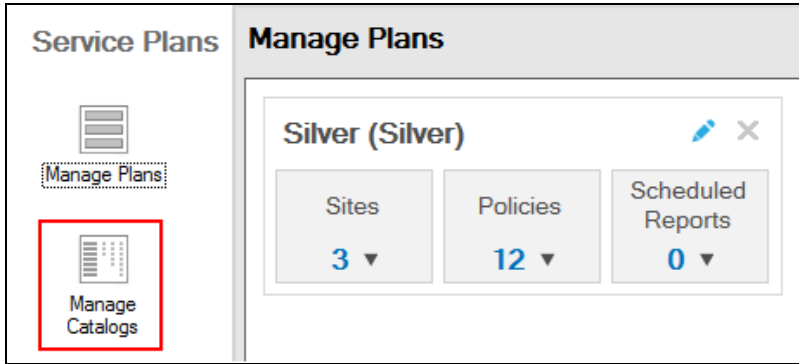 Service Plans
Manage Plans
Manage Catalogs
Manage Plans
Silver (Silver)
Sites
3
Policies
12
Scheduled
Reports
0